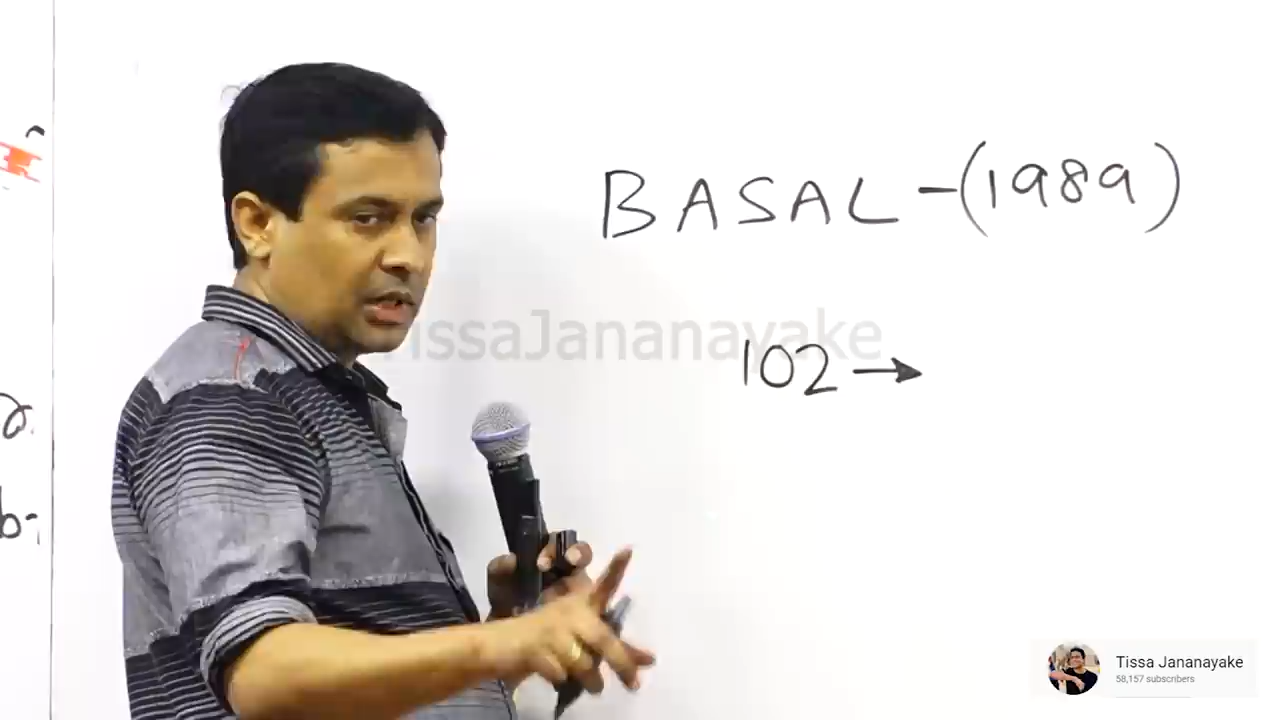 BASAL - (1989)
TissaJananayake
102 →
Tissa Jananayake
58,157 subscribers